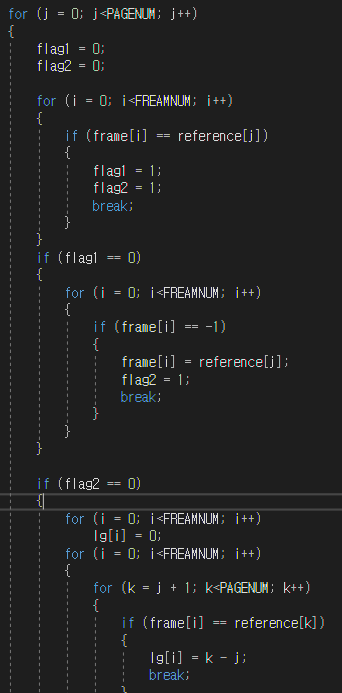 for (j = 0; j<PAGENUM; j++)
{
flag1 = 0;
flag2 = 0;
for (i = 0; i<FREAMNUM; i++)
{
if (frame[i] == reference[j])
{
flag1 = 1;
flag2 = 1;
break;
}
}
if (flag1 == 0)
{
for (i = 0; i<FREAMNUM; i++)
{
if (frame[i] == -1)
{
frame[i] = reference[j];
flag2 = 1;
break;
}
}
}
if (flag2 == 0)
{
for (i = 0; i<FREAMNUM; i++)
lg[i] = 0;
for (i = 0; i<FREAMNUM; i++)
{
for (k = j + 1; k<PAGENUM; k++)
{
if (frame[i] == reference[k])
{
lg[i] = k - j;
break;
}